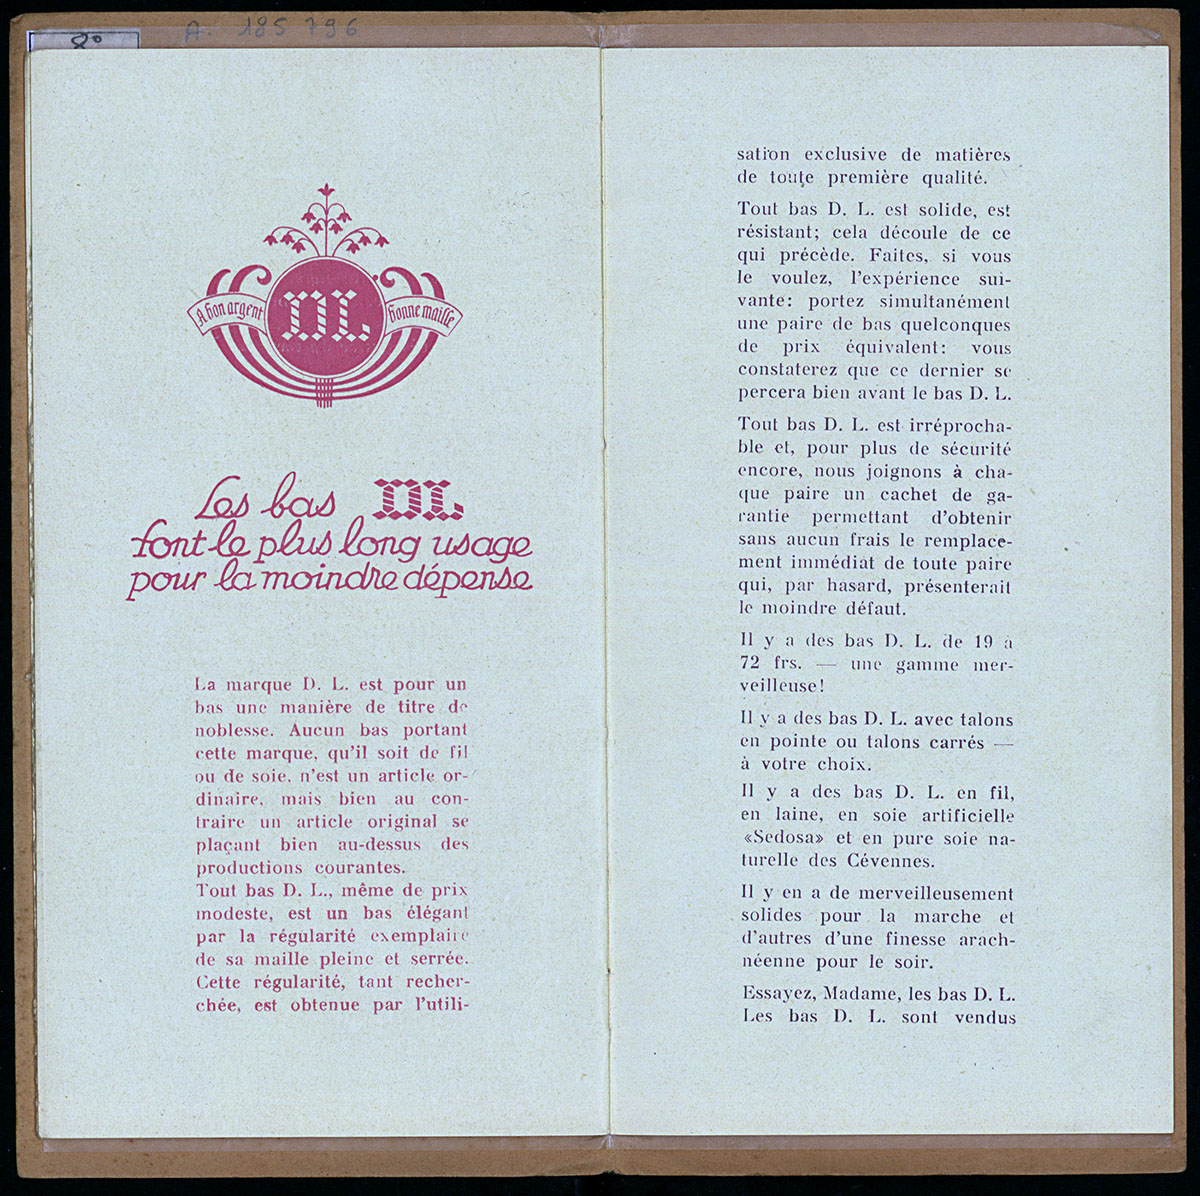 8°
A. 185796
A bon argent
DL
bonne maille
Les bas DL
font le plus long usage
pour la moindre dépense
La marque D. L. est pour un
bas une manière de titre de
noblesse. Aucun bas portant
cette marque, qu'il soit de fil
ou de soie, n'est un article or-
dinaire, mais bien au con-
traire un article original se
plaçant bien au-dessus des
productions courantes.
Tout bas D. L., même de prix
modeste, est un bas élégant
par la régularité exemplaire
de sa maille pleine et serrée.
Cette régularité, tant recher-
chée, est obtenue par l'utili-
sation exclusive de matières
de toute première qualité.
Tout bas D. L. est solide, est
résistant; cela découle de ce
qui précède. Faites, si vous
le voulez, l'expérience sui-
vante: portez simultanément
une paire de bas quelconques
de prix équivalent: vous
constaterez que ce dernier se
percera bien avant le bas D. L.
Tout bas D. L. est irréprocha-
ble et, pour plus de sécurité
encore, nous joignons à cha-
que paire un cachet de ga-
rantie permettant d'obtenir
sans aucun frais le remplace-
ment immédiat de toute paire
qui, par hasard, présenterait
le moindre défaut.
Il y a des bas D. L. de 19 à
72 frs. — une gamme mer-
veilleuse!
Il y a des bas D. L. avec talons
en pointe ou talons carrés —
à votre choix.
Il y a des bas D. L. en fil,
en laine, en soie artificielle
«Sedosa» et en pure soie na-
turelle des Cévennes.
Il y en a de merveilleusement
solides pour la marche et
d'autres d'une finesse arach-
néenne pour le soir.
Essayez, Madame, les bas D. L.
Les bas D. L. sont vendus